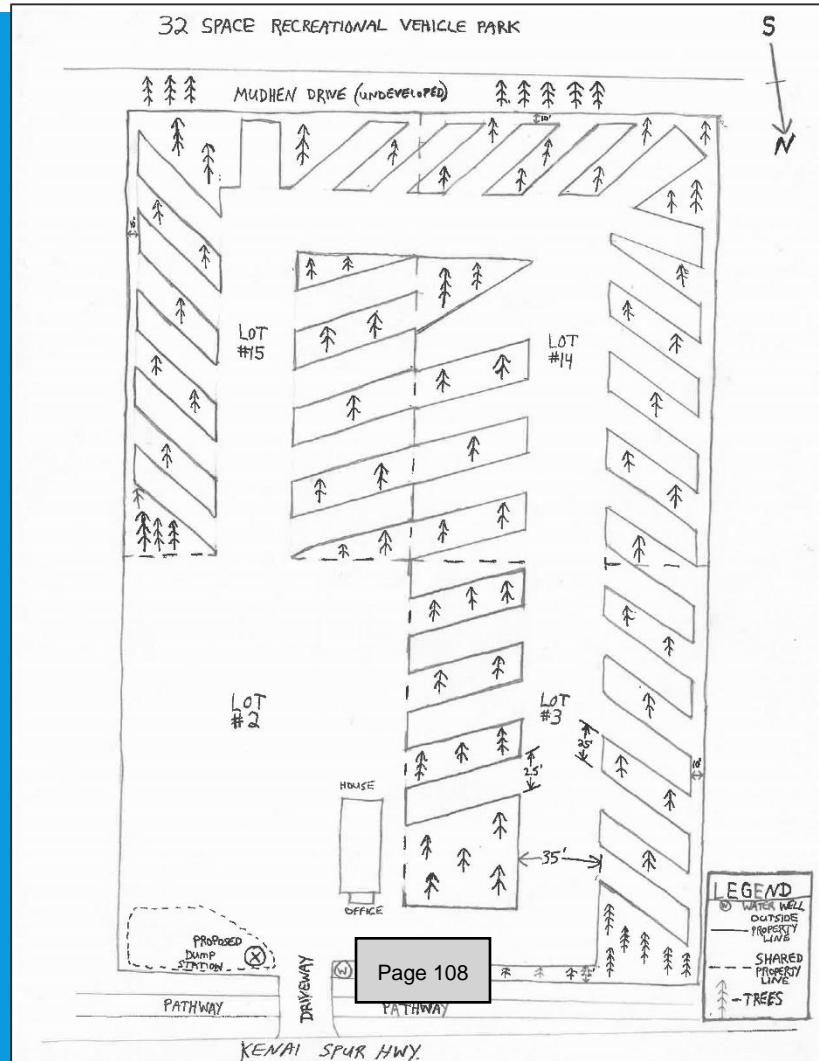 32 SPACE RECREATIONAL VEHICLE PARK
S
N
MUDHEN DRIVE (UNDEVELOPED)
10'
LOT
#15
LOT
#14
LOT
#2
LOT
#3
25'
25'
10'
HOUSE
OFFICE
35'
PROPOSED
DUMP
STATION
X
DRIVEWAY
W
Page 108
PATHWAY
PATHWAY
KENAI SPUR HWY.
LEGEND
W WATER WELL
OUTSIDE
PROPERTY
LINE
SHARED
PROPERTY
LINE
-TREES